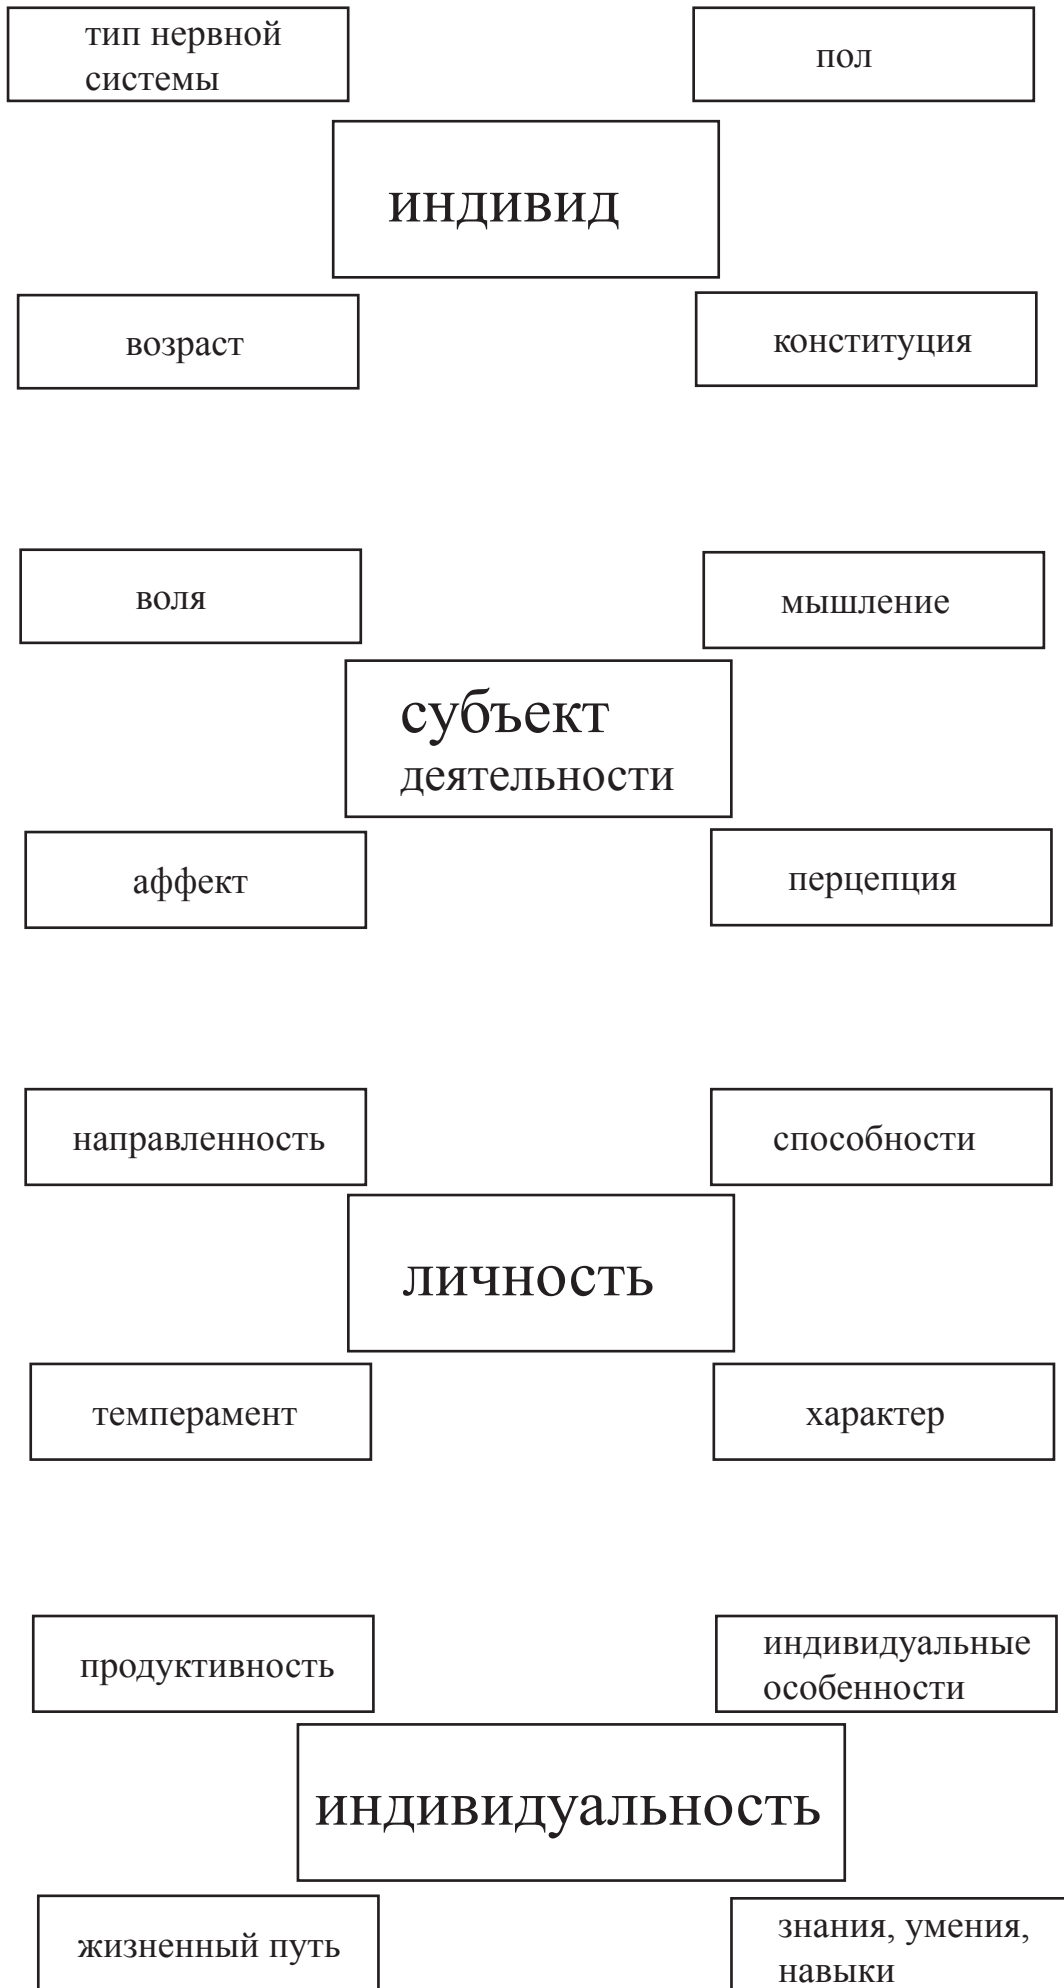 тип нервной
системы
пол
индивид
возраст
конституция
воля
мышление
субъект
деятельности
аффект
перцепция
направленность
способности
личность
темперамент
характер
продуктивность
индивидуальные
особенности
индивидуальность
жизненный путь
знания, умения,
навыки